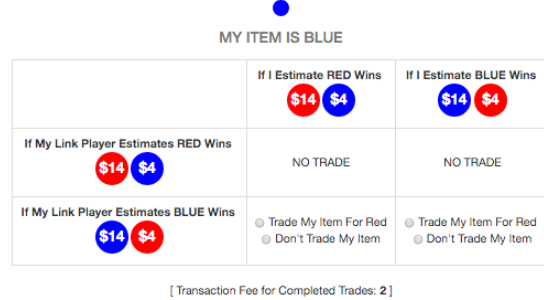 MY ITEM IS BLUE
If I Estimate RED Wins
$14 $4
If I Estimate BLUE Wins
$14 $4
If My Link Player Estimates RED Wins
$14 $4
NO TRADE
NO TRADE
If My Link Player Estimates BLUE Wins
$14 $4
Trade My Item For Red
Don't Trade My Item
Trade My Item For Red
Don't Trade My Item
[ Transaction Fee for Completed Trades: 2 ]